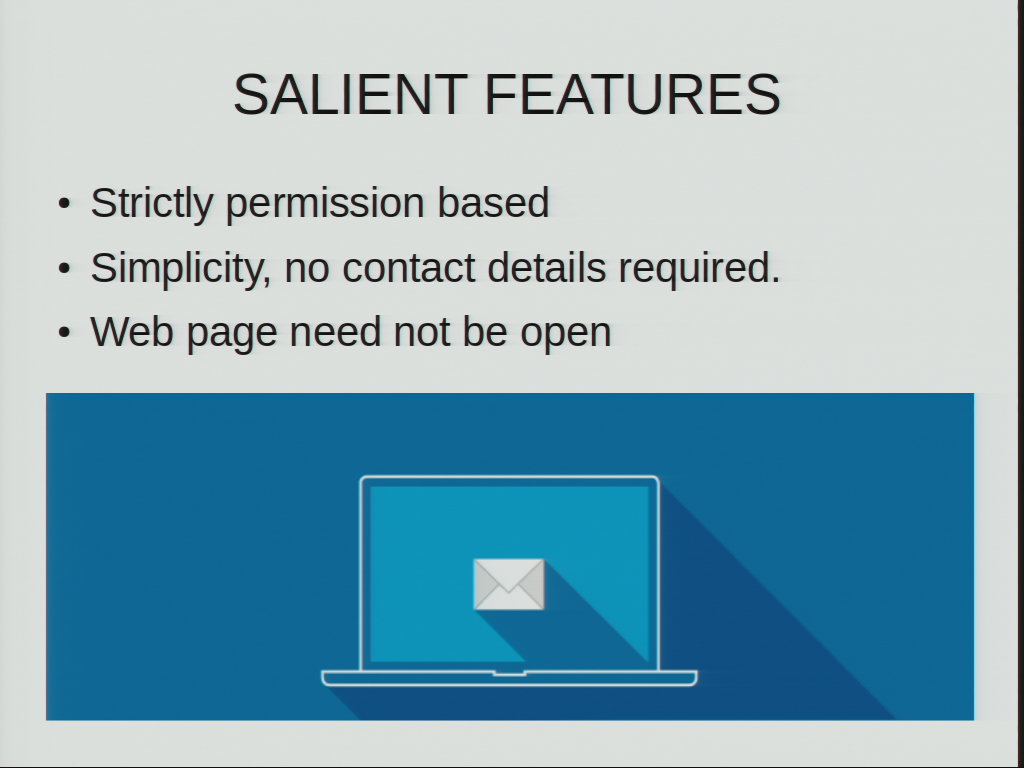 SALIENT FEATURES
• Strictly permission based
• Simplicity, no contact details required.
• Web page need not be open